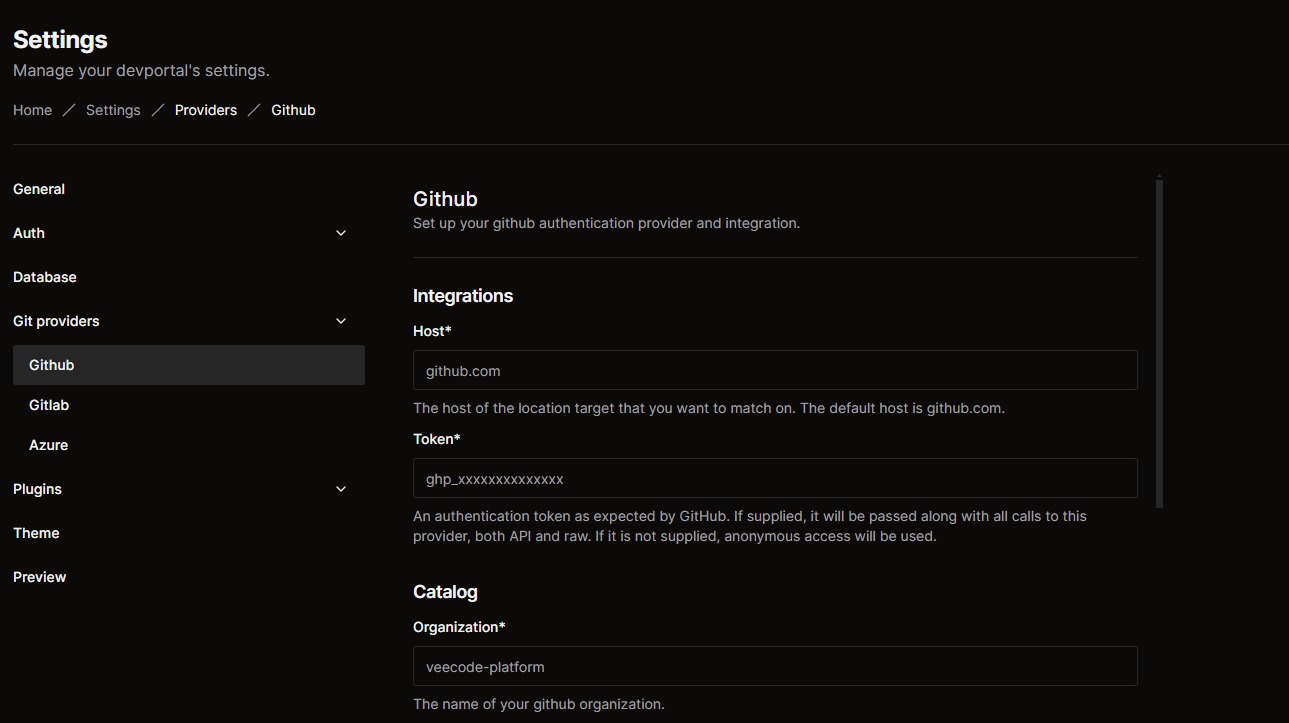 Settings
Manage your devportal's settings.
Home / Settings / Providers / Github
General
Auth
Database
Git providers
Github
Gitlab
Azure
Plugins
Theme
Preview
Github
Set up your github authentication provider and integration.
Integrations
Host*
github.com
The host of the location target that you want to match on. The default host is github.com.
Token*
ghp_xxxxxxxxxxxxxx
An authentication token as expected by GitHub. If supplied, it will be passed along with all calls to this
provider, both API and raw. If it is not supplied, anonymous access will be used.
Catalog
Organization*
veecode-platform
The name of your github organization.